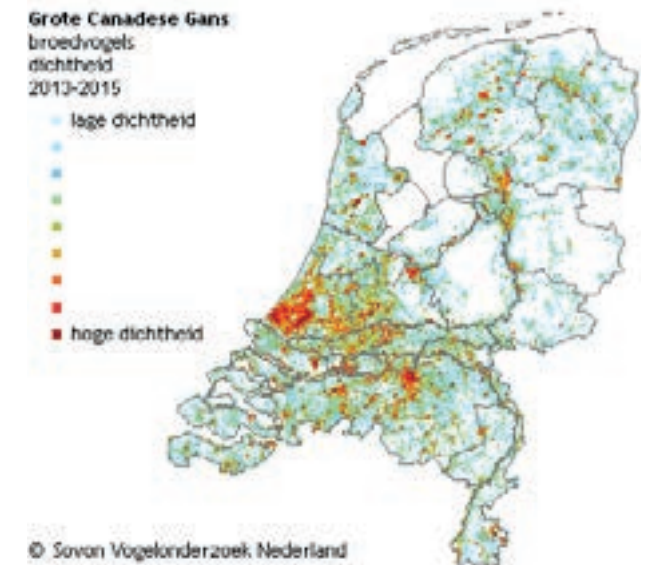 Grote Canadese Gans
broedvogels
dichtheid
2013-2015
lage dichtheid
hoge dichtheid
© Sovon Vogelonderzoek Nederland